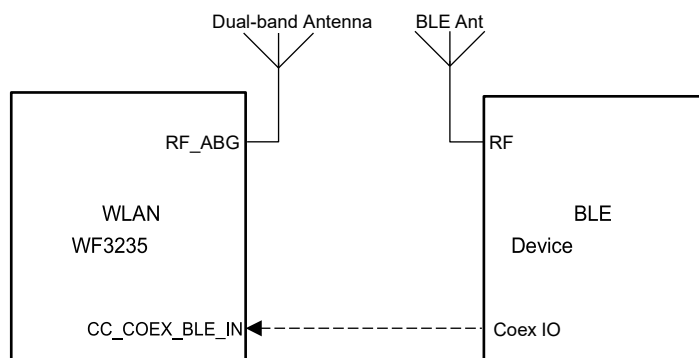 Dual-band Antenna
BLE Ant
RF_ABG
RF
WLAN
WF3235
BLE
Device
CC_COEX_BLE_IN
Coex IO